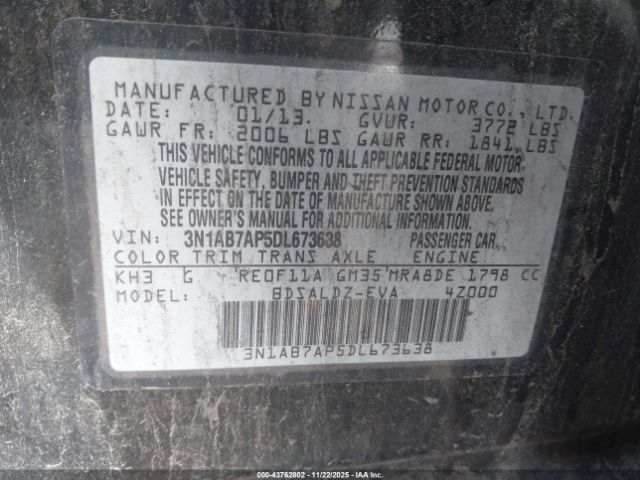 MANUFACTURED BY NISSAN MOTOR CO., LTD.
DATE: 01/13. GVWR: 3772 LBS
GAWR FR: 2006 LBS GAWR RR: 1841 LBS
THIS VEHICLE CONFORMS TO ALL APPLICABLE FEDERAL MOTOR
VEHICLE SAFETY, BUMPER AND THEFT PREVENTION STANDARDS
IN EFFECT ON THE DATE OF MANUFACTURE SHOWN ABOVE.
SEE OWNER'S MANUAL FOR ADDITIONAL INFORMATION.
VIN: 3N1AB7AP5DL673638 PASSENGER CAR
COLOR TRIM TRANS AXLE ENGINE
KH3 G RE0F11A GM35 MRA8DE 1798 CC
MODEL: BDSALDZ-EVA 4Z000
3N1AB7AP5DL673638
000-43762802 - 11/22/2025 - IAAI.COM